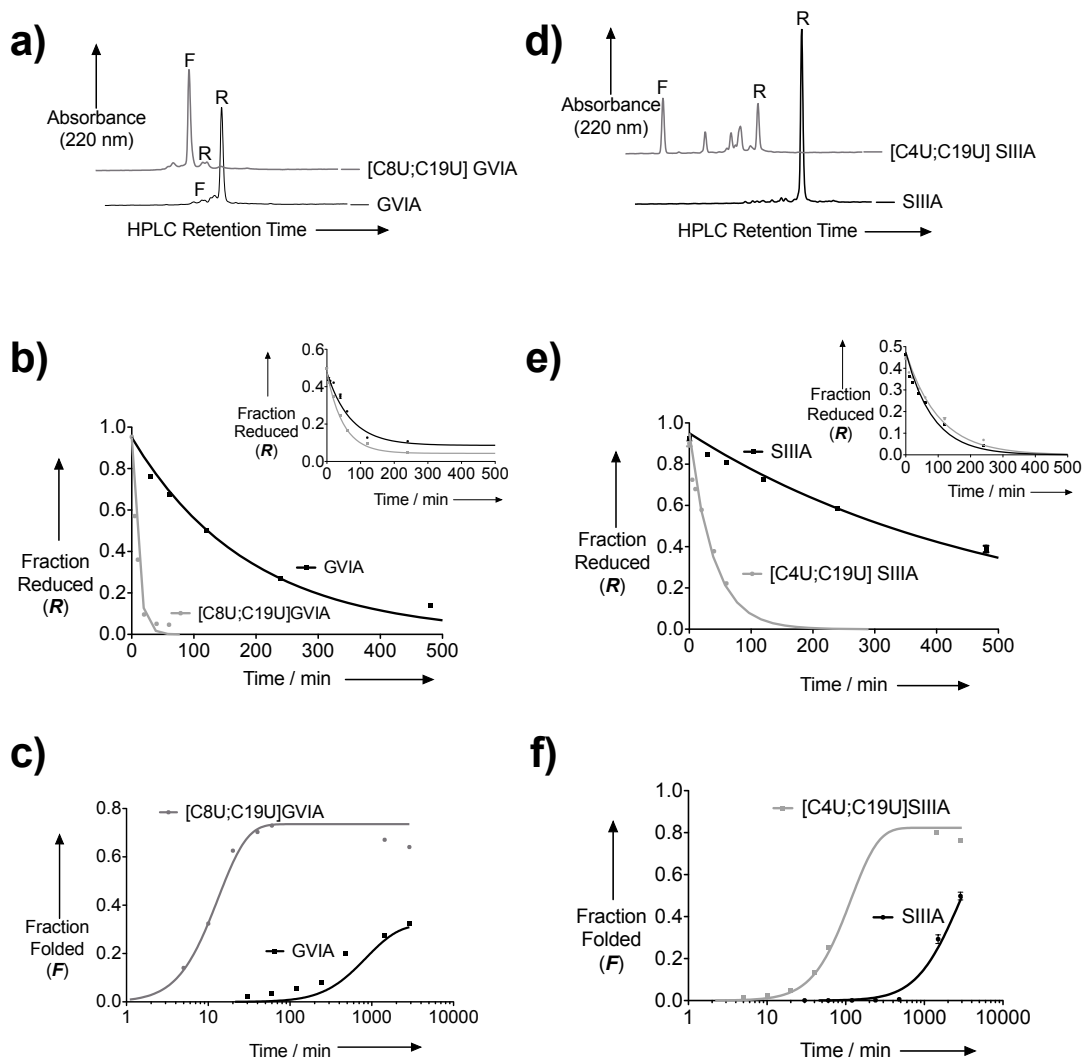 a)
F
R
Absorbance
(220 nm)
R
[C8U;C19U] GVIA
F
GVIA
HPLC Retention Time
d)
R
F
R
Absorbance
(220 nm)
[C4U;C19U] SIIIA
SIIIA
HPLC Retention Time
b)
0.6
0.4
0.2
0.0
Fraction
Reduced
(R)
0 100 200 300 400 500
Time / min
1.0
0.8
0.6
0.4
0.2
0.0
Fraction
Reduced
(R)
GVIA
[C8U;C19U]GVIA
0 100 200 300 400 500
Time / min
e)
0.5
0.4
0.3
0.2
0.1
0.0
Fraction
Reduced
(R)
0 100 200 300 400 500
Time / min
1.0
0.8
0.6
0.4
0.2
0.0
Fraction
Reduced
(R)
SIIIA
[C4U;C19U] SIIIA
0 100 200 300 400 500
Time / min
c)
0.8
0.6
0.4
0.2
0.0
Fraction
Folded
(F)
[C8U;C19U]GVIA
GVIA
1 10 100 1000 10000
Time / min
f)
1.0
0.8
0.6
0.4
0.2
0.0
Fraction
Folded
(F)
[C4U;C19U]SIIIA
SIIIA
1 10 100 1000 10000
Time / min